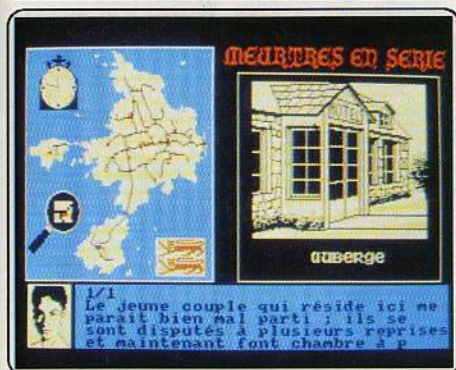 MEURTRES EN SERIE
HOTEL
AUBERGE
1/1
Le jeune couple qui réside ici me
parait bien mal parti ; ils se
sont disputés à plusieurs reprises
et maintenant font chambre à p